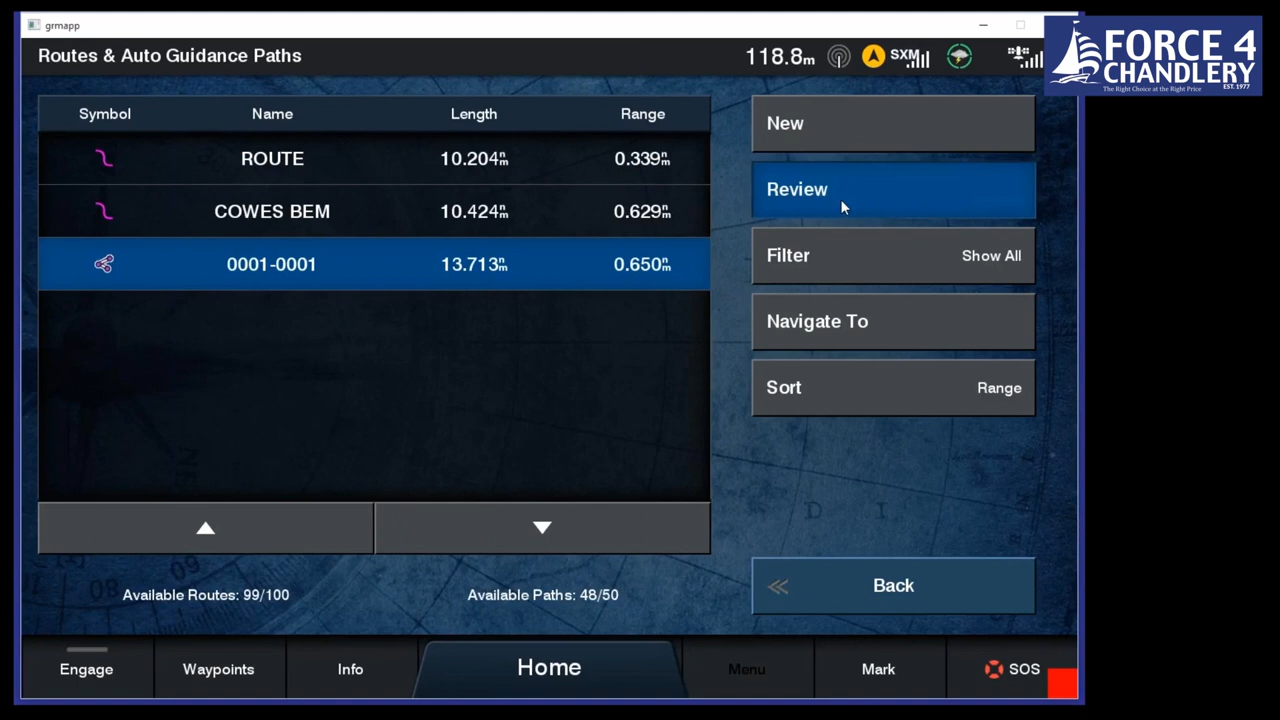 grmapp
Routes & Auto Guidance Paths
118.8m
SXM
FORCE 4
CHANDLERY
The Right Choice at the Right Price
EST. 1977
Symbol Name Length Range
ROUTE 10.204nm 0.339nm
COWES BEM 10.424nm 0.629nm
0001-0001 13.713nm 0.650nm
New
Review
Filter Show All
Navigate To
Sort Range
D I
Back
Available Routes: 99/100 Available Paths: 48/50
09
08
Engage Waypoints Info Home Menu Mark SOS